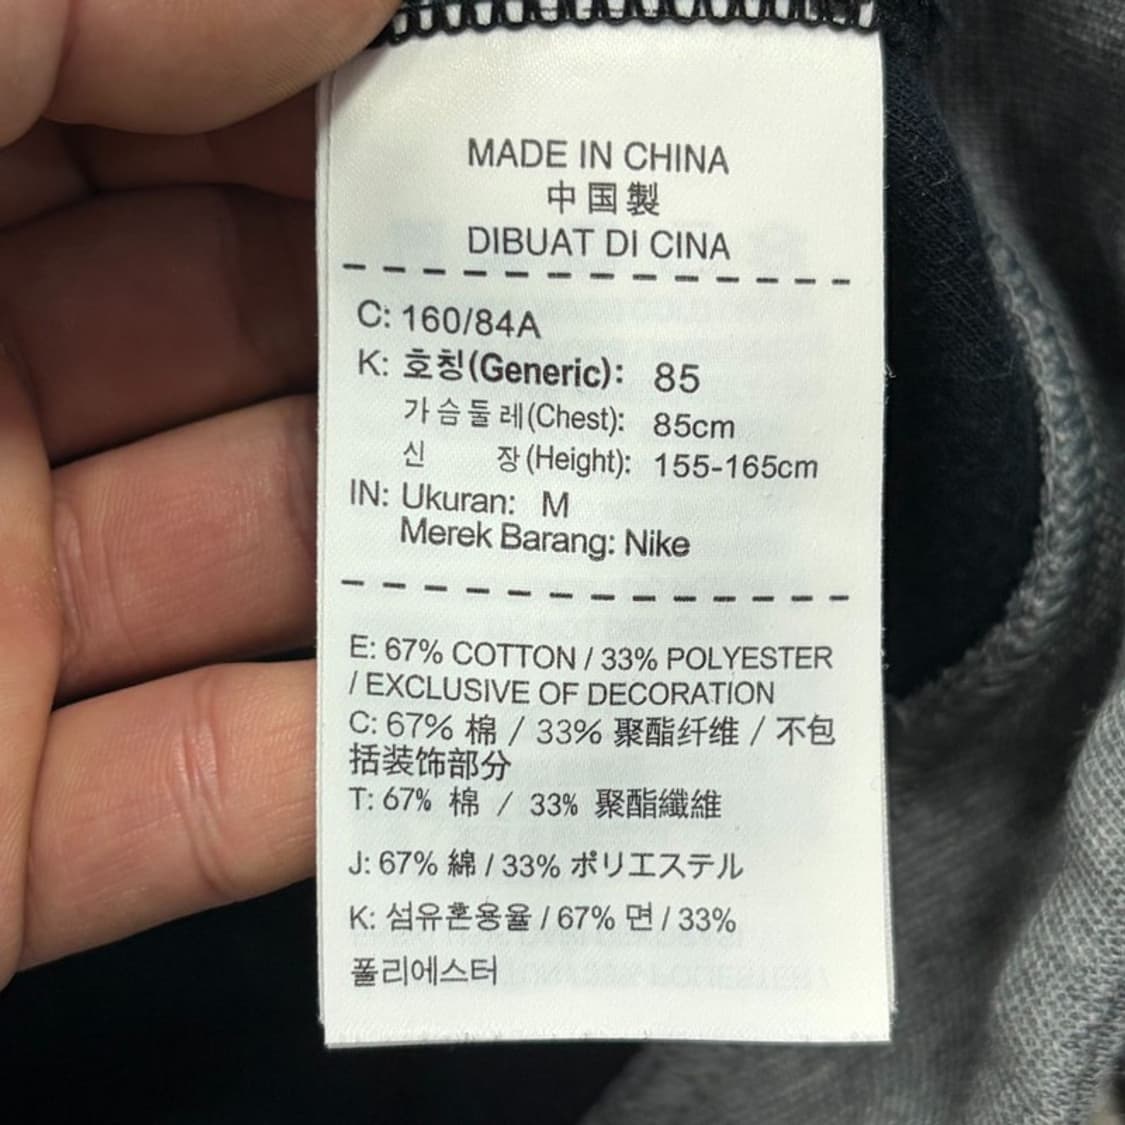 MADE IN CHINA
中国製
DIBUAT DI CINA
C: 160/84A
K: 호칭(Generic): 85
가슴둘레(Chest): 85cm
신 장(Height): 155-165cm
IN: Ukuran: M
Merek Barang: Nike
E: 67% COTTON / 33% POLYESTER
/ EXCLUSIVE OF DECORATION
C: 67% 棉 / 33% 聚酯纤维 / 不包
括装饰部分
T: 67% 棉 / 33% 聚酯纖維
J: 67% 綿 / 33% ポリエステル
K: 섬유혼용율 / 67% 면 / 33%
폴리에스터